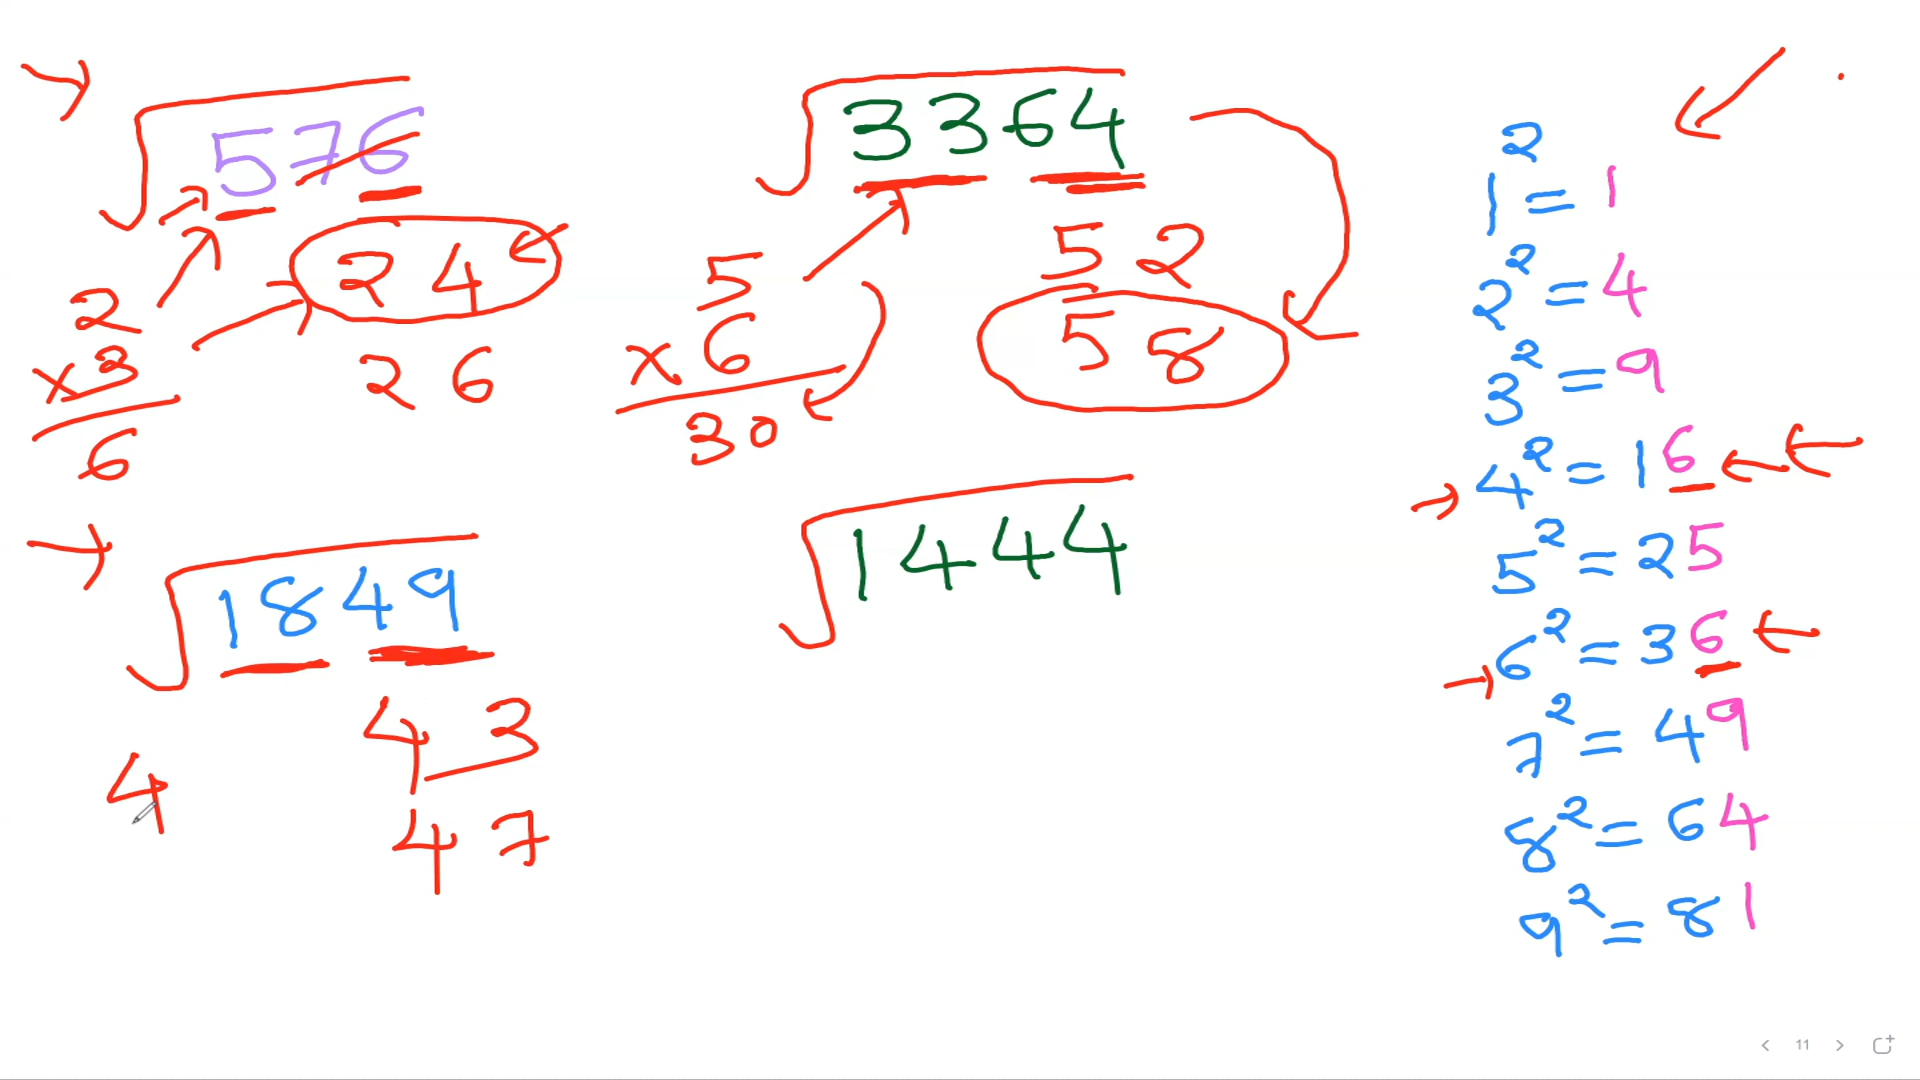 √576
2
x 3
6
24
26
√3364
5
x 6
30
52
58
√1849
4
43
47
√1444
1² = 1
2² = 4
3² = 9
4² = 16
5² = 25
6² = 36
7² = 49
8² = 64
9² = 81
< 11 >